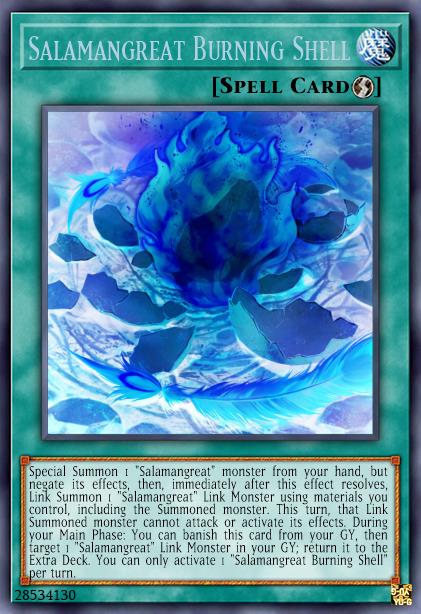 Salamangreat Burning Shell 魔
[Spell Card]
Special Summon 1 "Salamangreat" monster from your hand, but
negate its effects, then, immediately after this effect resolves,
Link Summon 1 "Salamangreat" Link Monster using materials you
control, including the Summoned monster. This turn, that Link
Summoned monster cannot attack or activate its effects. During
your Main Phase: You can banish this card from your GY, then
target 1 "Salamangreat" Link Monster in your GY; return it to the
Extra Deck. You can only activate 1 "Salamangreat Burning Shell"
per turn.
28534130